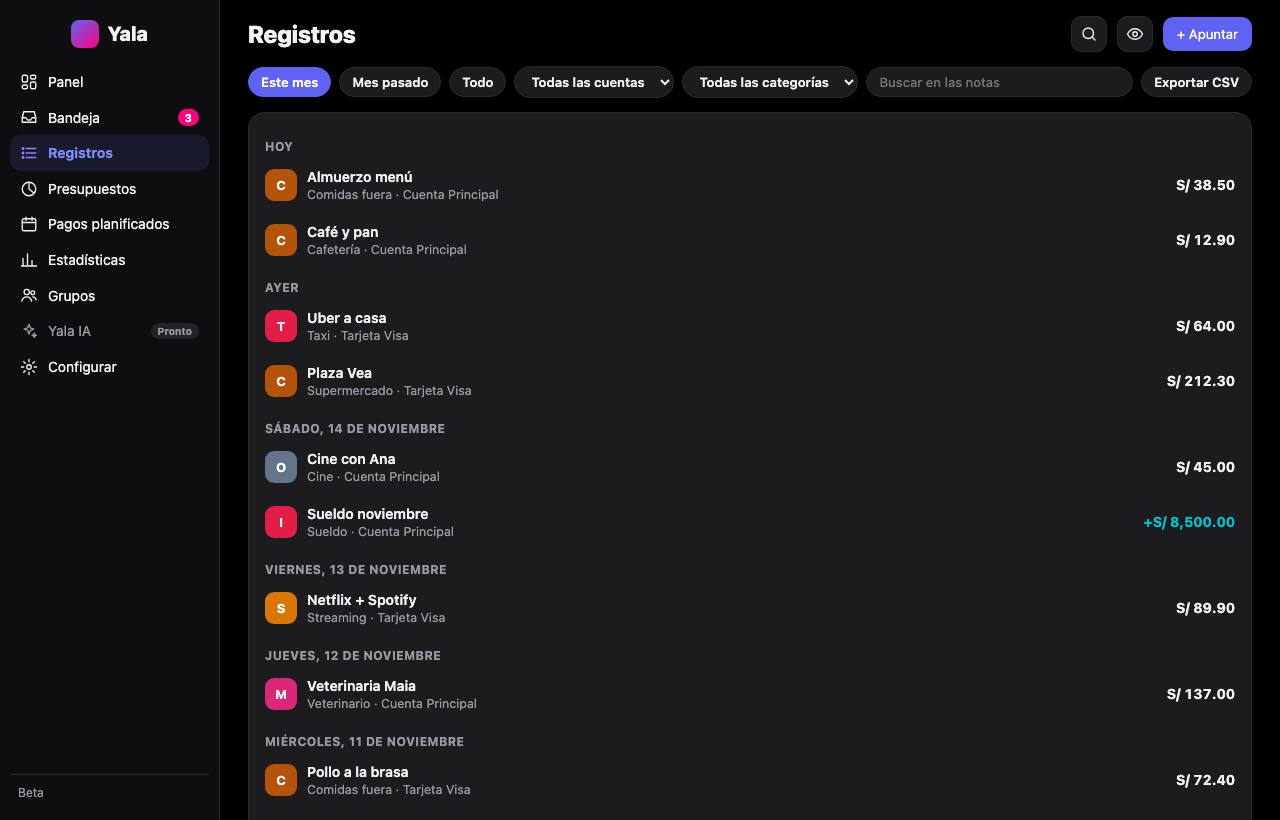 Yala
Panel
Bandeja 3
Registros
Presupuestos
Pagos planificados
Estadísticas
Grupos
Yala IA Pronto
Configurar
Beta
Registros
+ Apuntar
Este mes Mes pasado Todo Todas las cuentas Todas las categorías Buscar en las notas Exportar CSV
HOY
C Almuerzo menú S/ 38.50
Comidas fuera · Cuenta Principal
C Café y pan S/ 12.90
Cafetería · Cuenta Principal
AYER
T Uber a casa S/ 64.00
Taxi · Tarjeta Visa
C Plaza Vea S/ 212.30
Supermercado · Tarjeta Visa
SÁBADO, 14 DE NOVIEMBRE
O Cine con Ana S/ 45.00
Cine · Cuenta Principal
I Sueldo noviembre +S/ 8,500.00
Sueldo · Cuenta Principal
VIERNES, 13 DE NOVIEMBRE
S Netflix + Spotify S/ 89.90
Streaming · Tarjeta Visa
JUEVES, 12 DE NOVIEMBRE
M Veterinaria Maia S/ 137.00
Veterinario · Cuenta Principal
MIÉRCOLES, 11 DE NOVIEMBRE
C Pollo a la brasa S/ 72.40
Comidas fuera · Tarjeta Visa